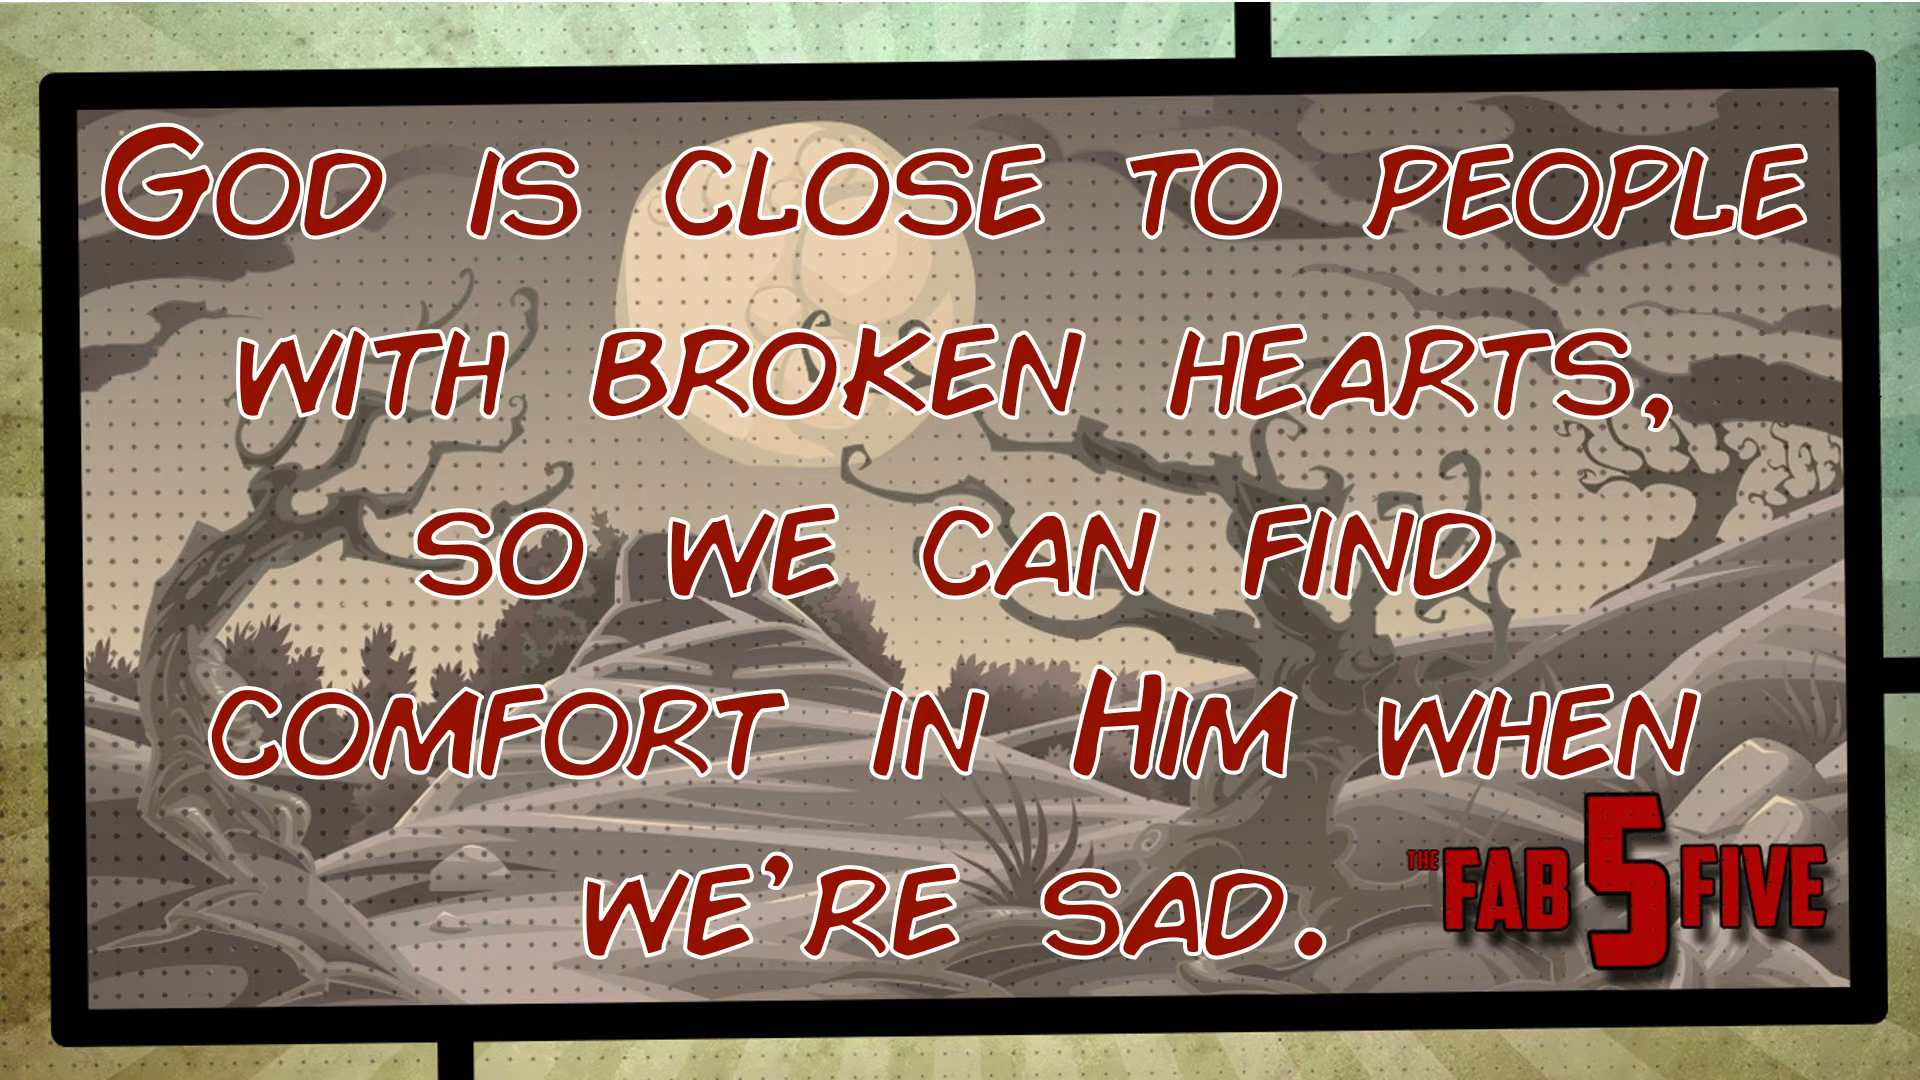 God is close to people
with broken hearts,
so we can find
comfort in Him when
we're sad.
THE FAB 5 FIVE